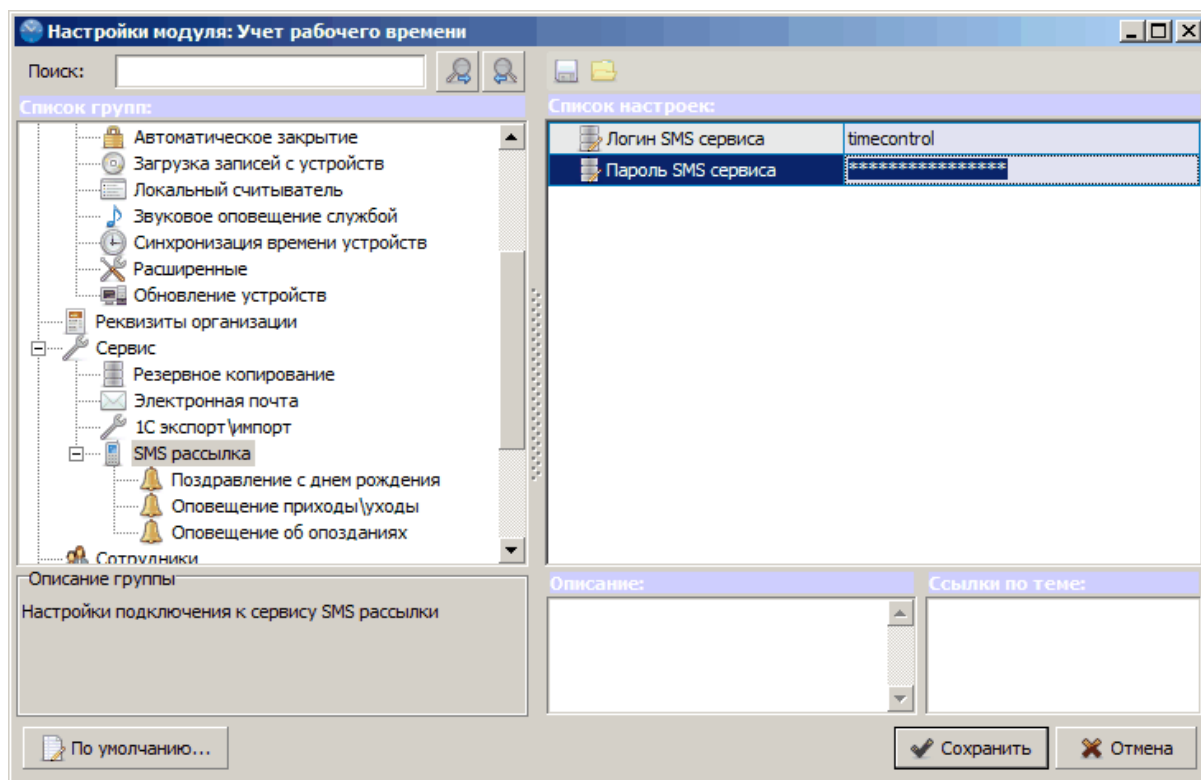 Настройки модуля: Учет рабочего времени
Поиск:
Список групп:
Автоматическое закрытие
Загрузка записей с устройств
Локальный считыватель
Звуковое оповещение службой
Синхронизация времени устройств
Расширенные
Обновление устройств
Реквизиты организации
Сервис
Резервное копирование
Электронная почта
1С экспорт\импорт
SMS рассылка
Поздравление с днем рождения
Оповещение приходы\уходы
Оповещение об опозданиях
Сотрудники
Список настроек:
Логин SMS сервиса timecontrol
Пароль SMS сервиса ****************
Описание группы
Настройки подключения к сервису SMS рассылки
Описание:
Ссылки по теме:
По умолчанию...
Сохранить
Отмена